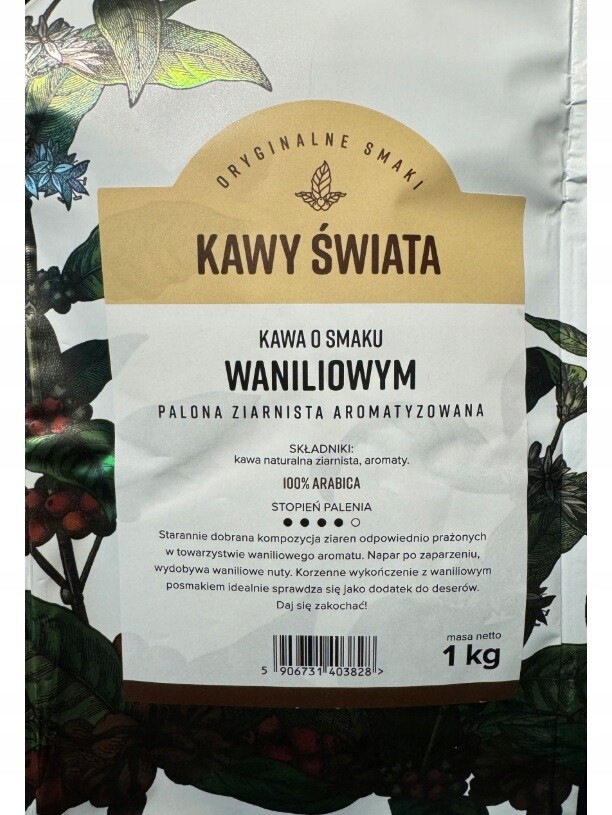 ORYGINALNE SMAKI
KAWY ŚWIATA
KAWA O SMAKU
WANILIOWYM
PALONA ZIARNISTA AROMATYZOWANA
SKŁADNIKI:
kawa naturalna ziarnista, aromaty.
100% ARABICA
STOPIEŃ PALENIA
Starannie dobrana kompozycja ziaren odpowiednio prażonych
w towarzystwie waniliowego aromatu. Napar po zaparzeniu,
wydobywa waniliowe nuty. Korzenne wykończenie z waniliowym
posmakiem idealnie sprawdza się jako dodatek do deserów.
Daj się zakochać!
masa netto
1 kg
5 906731 403828 >